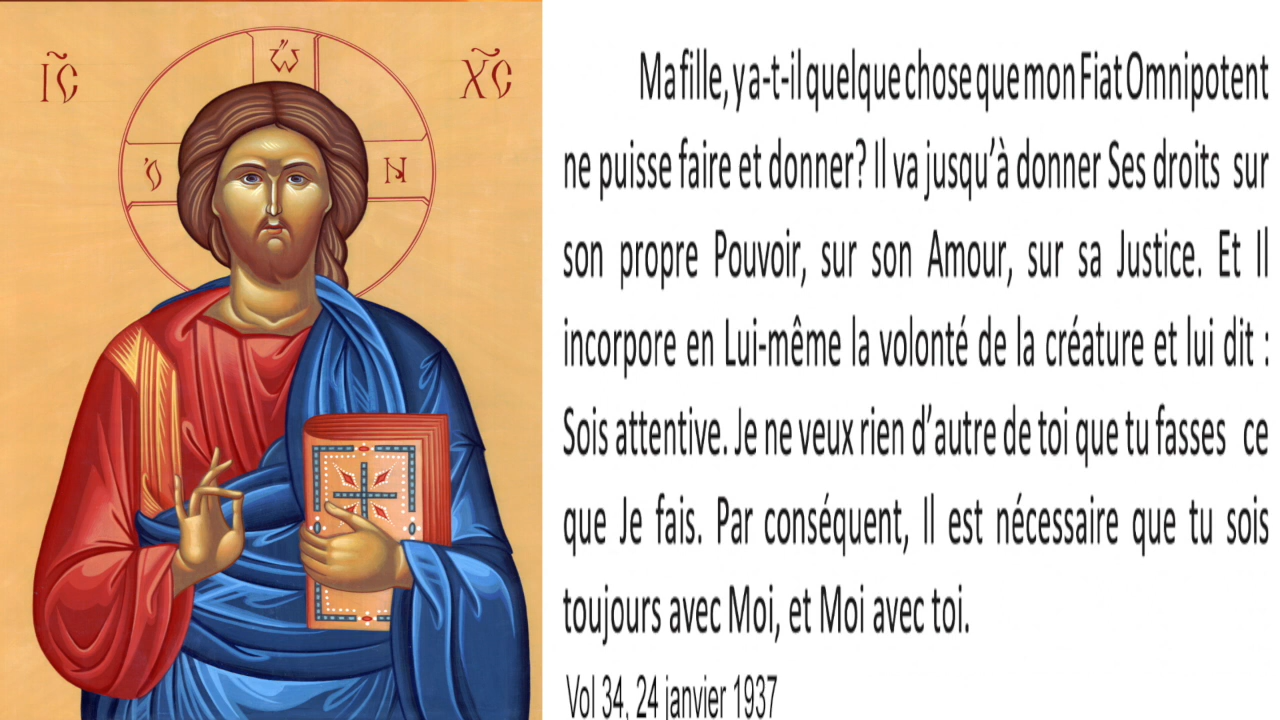 ΙC
ΧC
ὁ
ὤ
Ν
Ma fille, y a-t-il quelque chose que mon Fiat Omnipotent
ne puisse faire et donner? Il va jusqu’à donner Ses droits sur
son propre Pouvoir, sur son Amour, sur sa Justice. Et Il
incorpore en Lui-même la volonté de la créature et lui dit :
Sois attentive. Je ne veux rien d’autre de toi que tu fasses ce
que Je fais. Par conséquent, Il est nécessaire que tu sois
toujours avec Moi, et Moi avec toi.
Vol 34, 24 janvier 1937